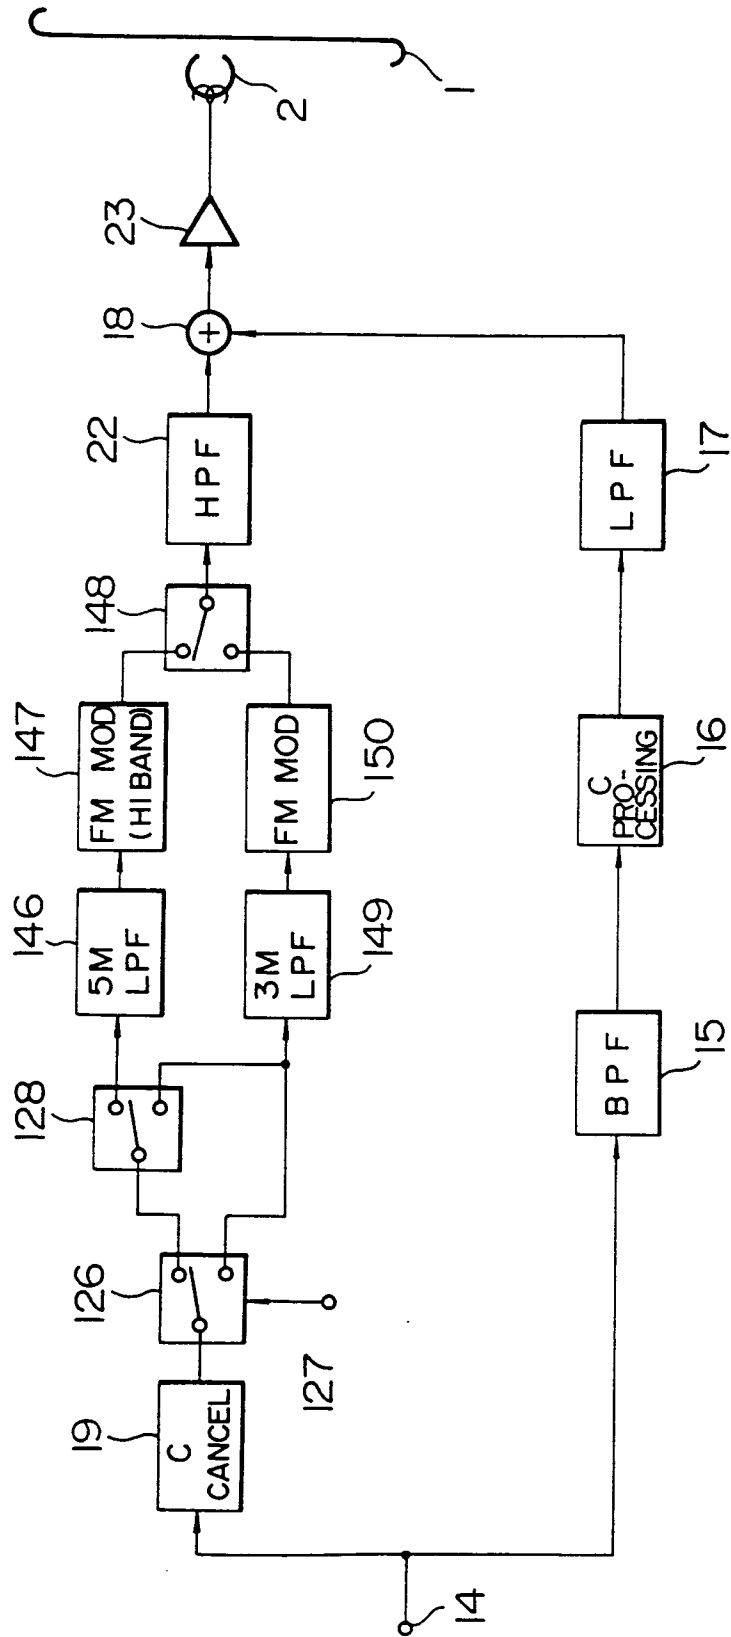 1
2
23
18
22
HPF
148
147
FM MOD
(HI BAND)
FM MOD
150
146
5M
LPF
3M
LPF
149
128
126
127
19
C
CANCEL
14
17
LPF
16
C
PRO-
CESSING
15
BPF